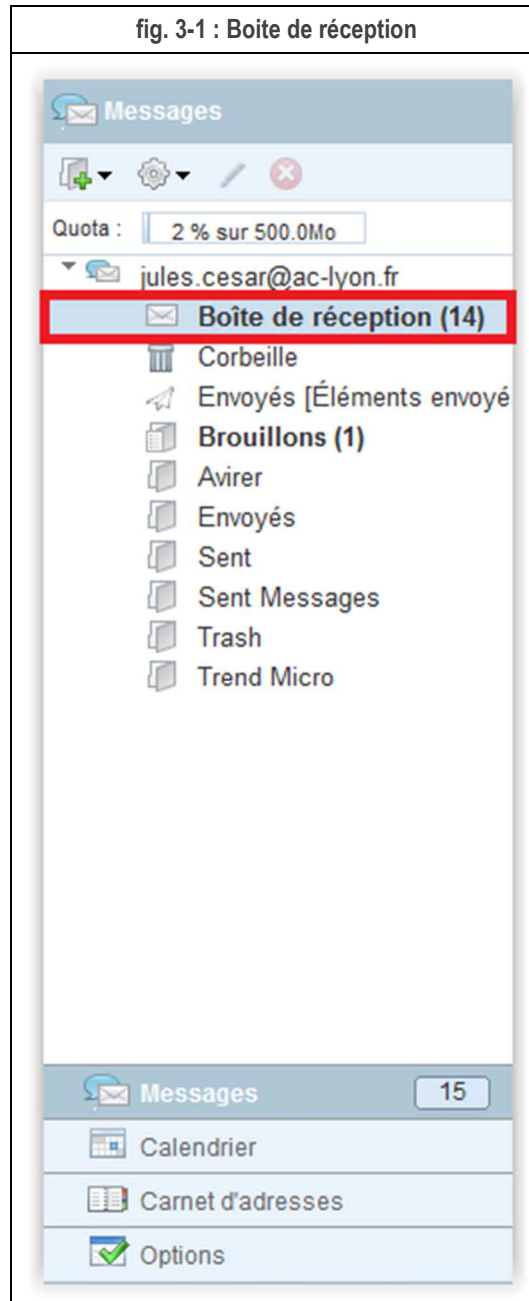 fig. 3-1 : Boite de réception
Messages
Quota : 2 % sur 500.0Mo
jules.cesar@ac-lyon.fr
Boîte de réception (14)
Corbeille
Envoyés [Éléments envoyé
Brouillons (1)
Avirer
Envoyés
Sent
Sent Messages
Trash
Trend Micro
Messages 15
Calendrier
Carnet d'adresses
Options